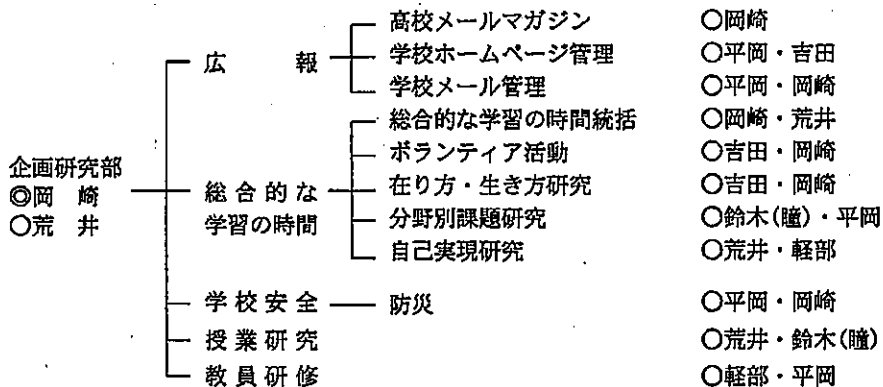 高校メールマガジン ○岡崎
広報 学校ホームページ管理 ○平岡・吉田
学校メール管理 ○平岡・岡崎
総合的な学習の時間統括 ○岡崎・荒井
企画研究部 ボランティア活動 ○吉田・岡崎
◎岡崎 総合的な 在り方・生き方研究 ○吉田・岡崎
○荒井 学習の時間 分野別課題研究 ○鈴木(瞳)・平岡
自己実現研究 ○荒井・軽部
学校安全 防災 ○平岡・岡崎
授業研究 ○荒井・鈴木(瞳)
教員研修 ○軽部・平岡